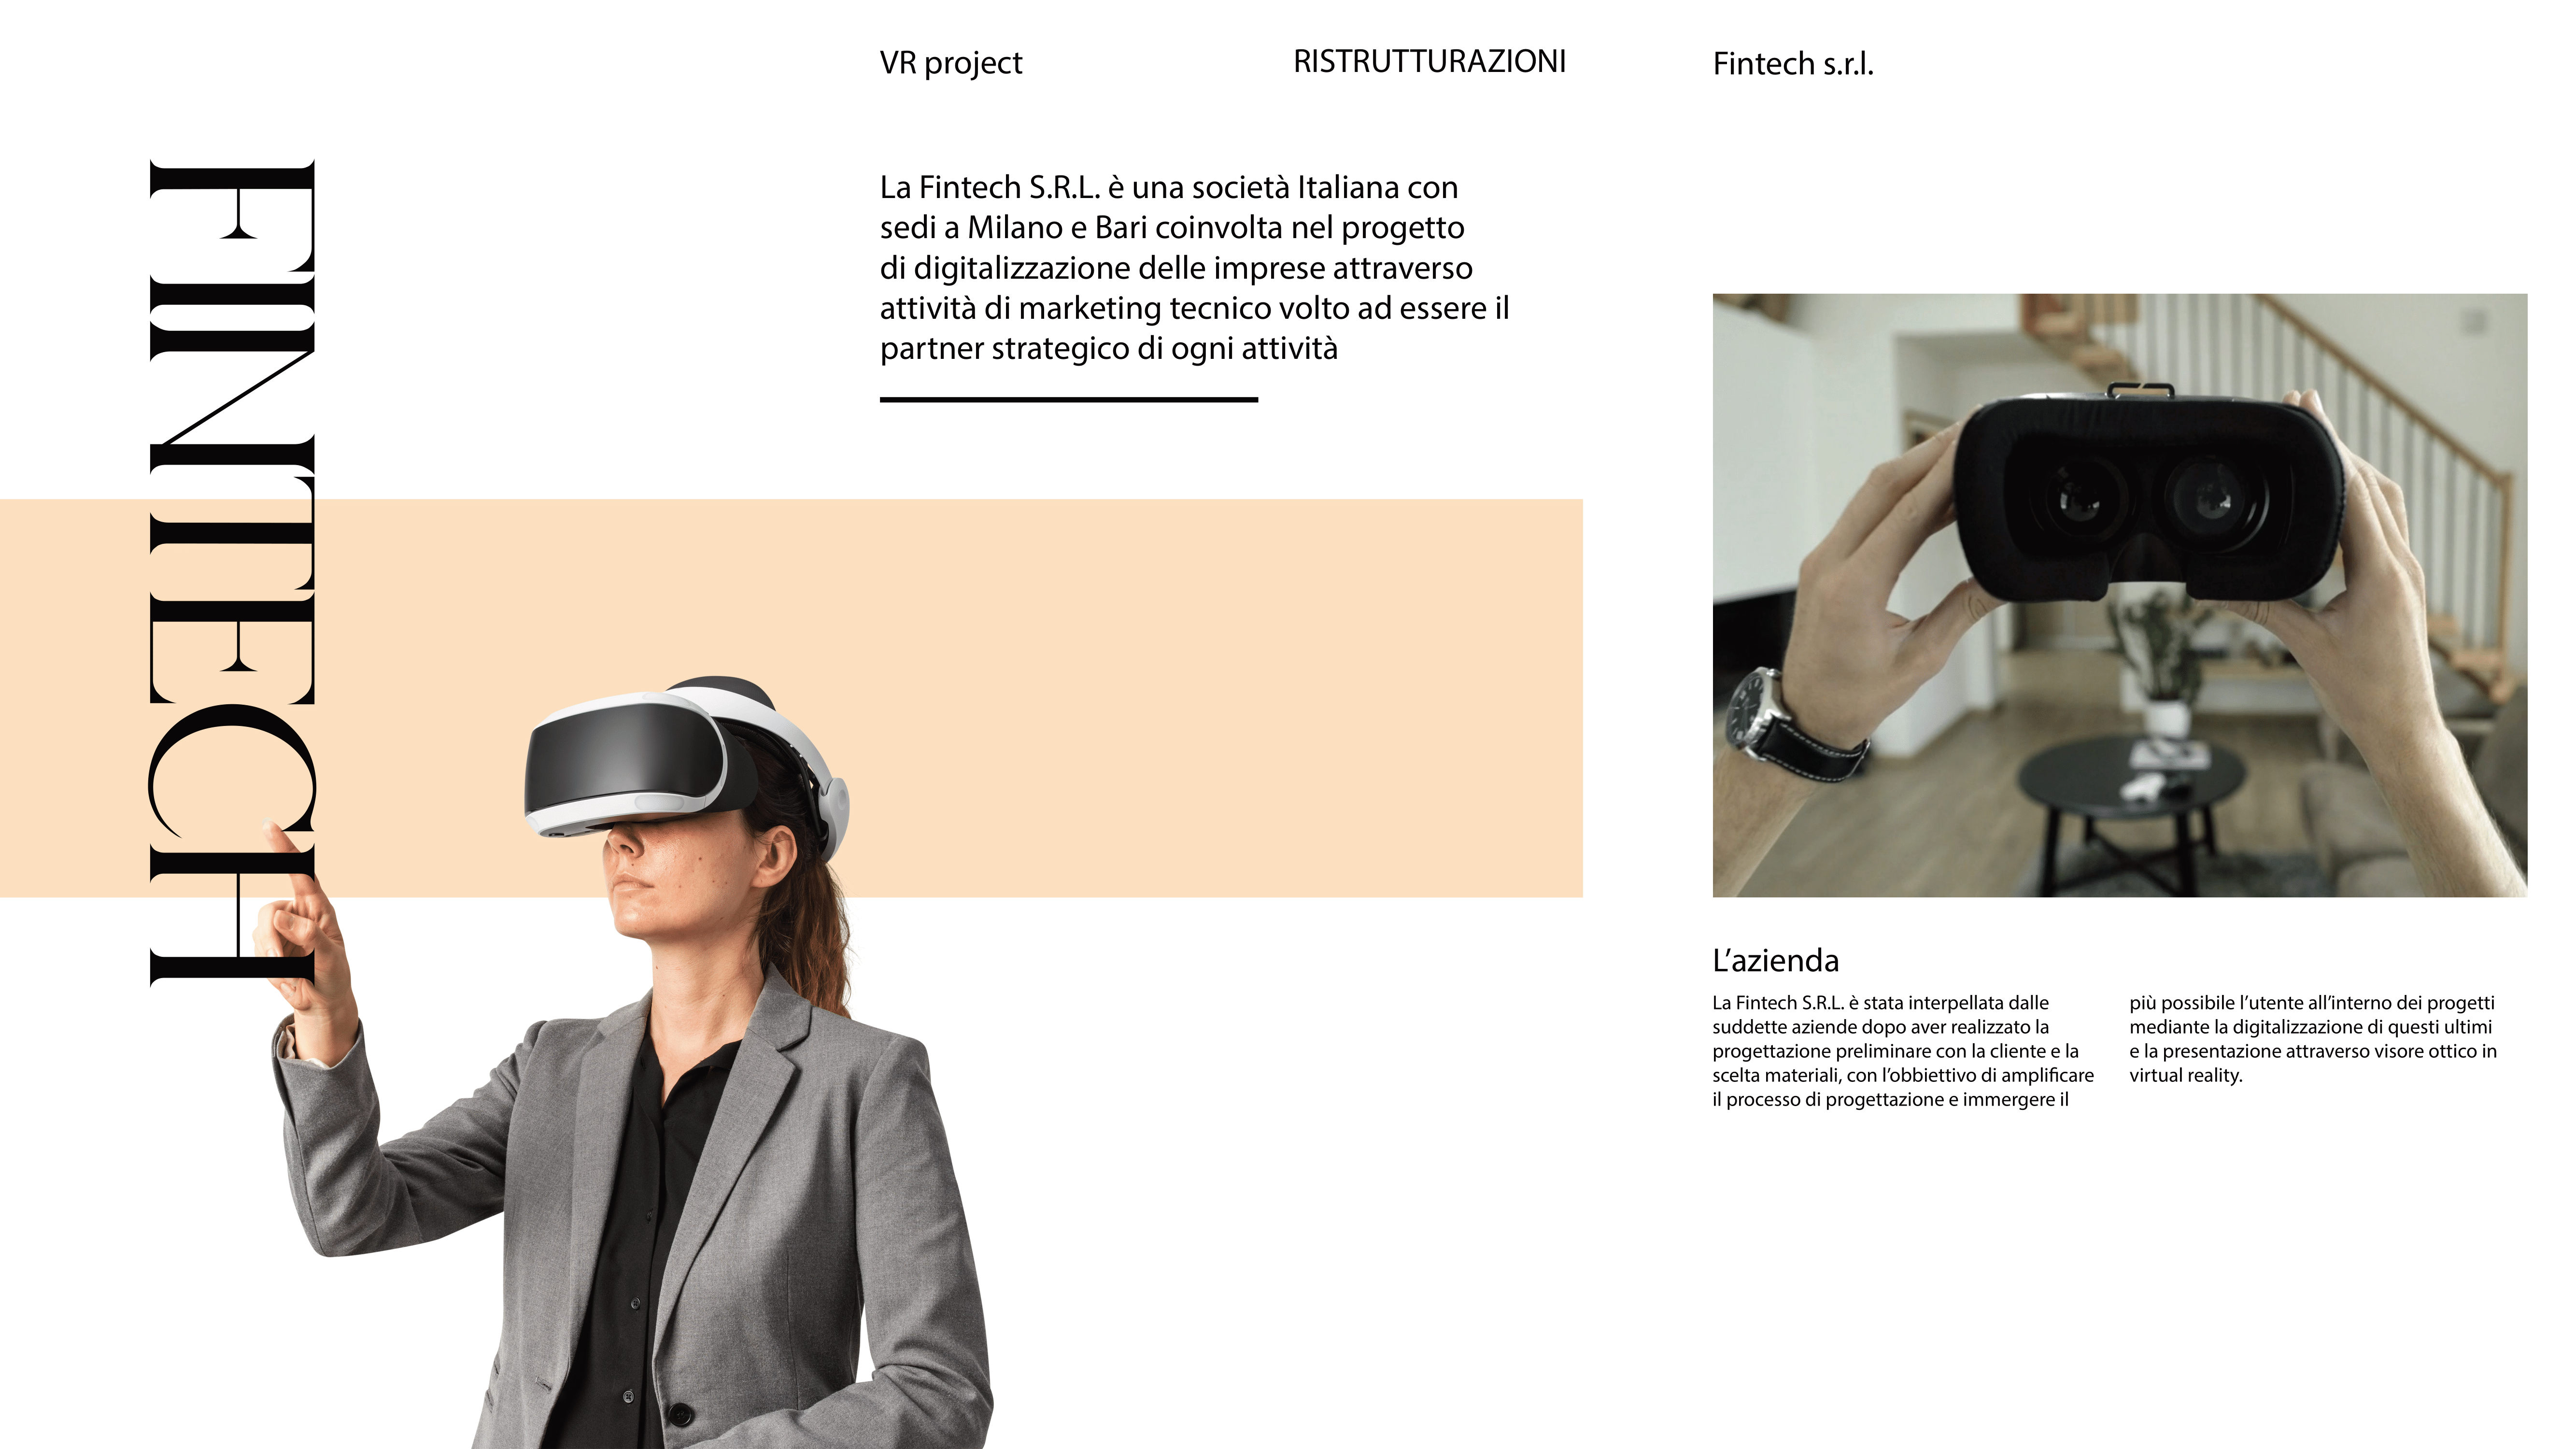 VR project
RISTRUTTURAZIONI
Fintech s.r.l.
FINTECH
La Fintech S.R.L. è una società Italiana con
sedi a Milano e Bari coinvolta nel progetto
di digitalizzazione delle imprese attraverso
attività di marketing tecnico volto ad essere il
partner strategico di ogni attività
L’azienda
La Fintech S.R.L. è stata interpellata dalle
suddette aziende dopo aver realizzato la
progettazione preliminare con la cliente e la
scelta materiali, con l’obbiettivo di amplificare
il processo di progettazione e immergere il
più possibile l’utente all’interno dei progetti
mediante la digitalizzazione di questi ultimi
e la presentazione attraverso visore ottico in
virtual reality.